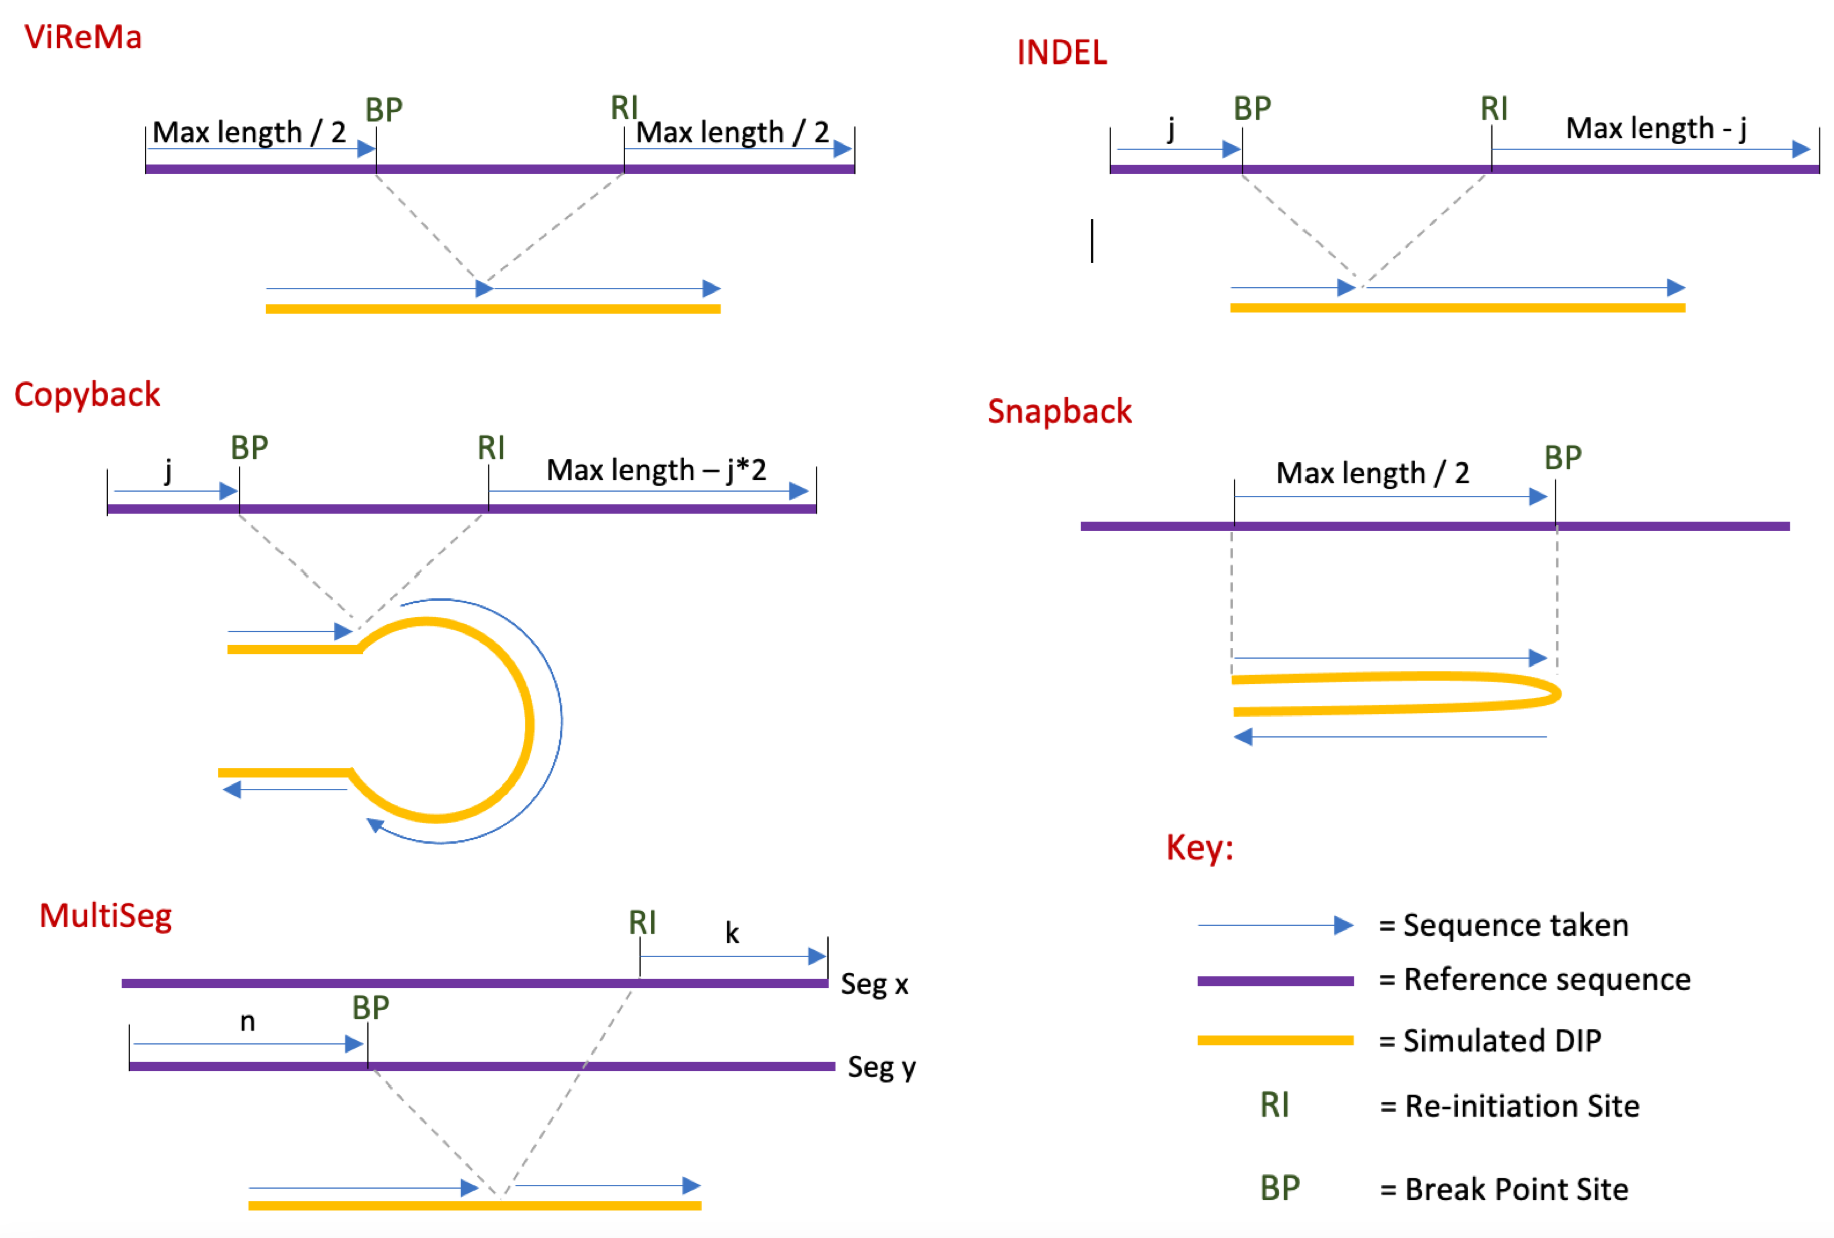 ViReMa
BP
RI
Max length / 2
Max length / 2
INDEL
BP
RI
j
Max length - j
Copyback
BP
RI
j
Max length – j*2
Snapback
BP
Max length / 2
MultiSeg
RI
k
Seg x
BP
n
Seg y
Key:
= Sequence taken
= Reference sequence
= Simulated DIP
RI = Re-initiation Site
BP = Break Point Site